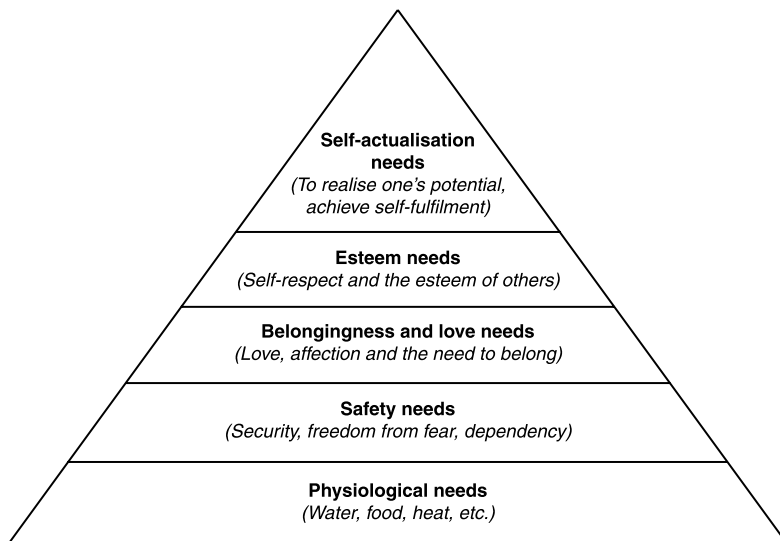 Self-actualisation
needs
(To realise one's potential,
achieve self-fulfilment)
Esteem needs
(Self-respect and the esteem of others)
Belongingness and love needs
(Love, affection and the need to belong)
Safety needs
(Security, freedom from fear, dependency)
Physiological needs
(Water, food, heat, etc.)